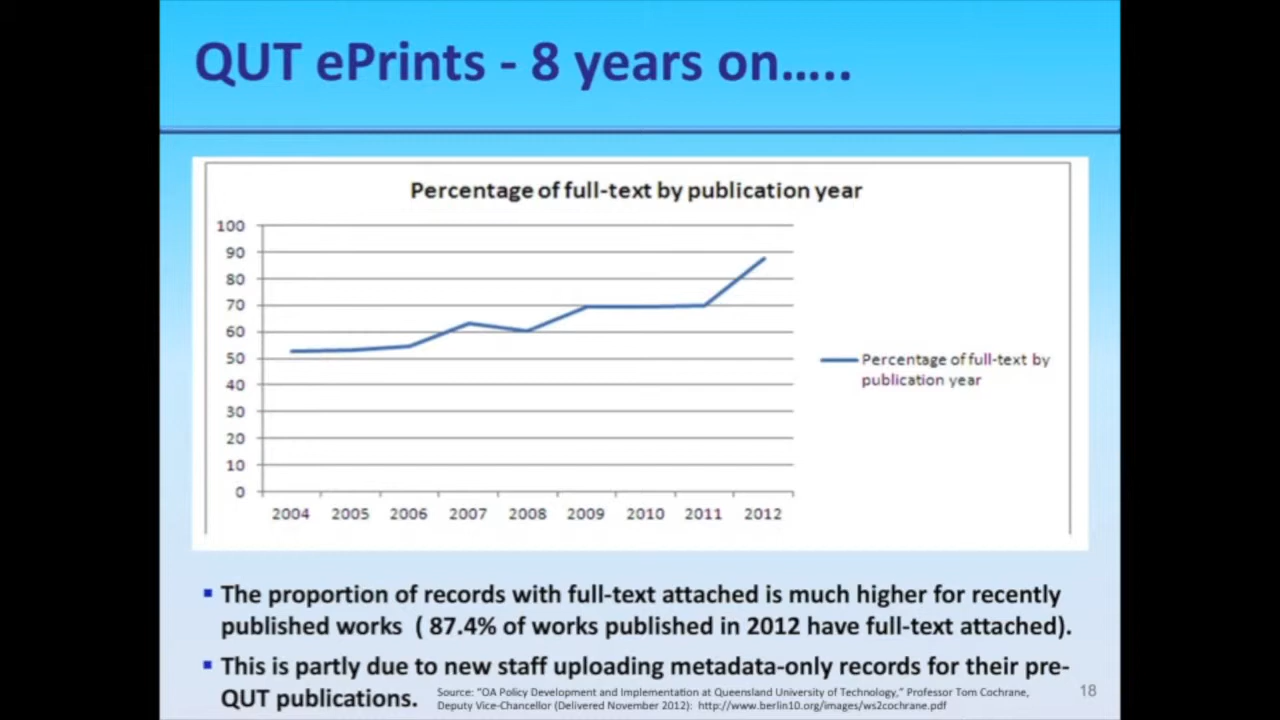 QUT ePrints - 8 years on.....
Percentage of full-text by publication year
100
90
80
70
60
50
40
30
20
10
0
2004 2005 2006 2007 2008 2009 2010 2011 2012
Percentage of full-text by
publication year
▪ The proportion of records with full-text attached is much higher for recently
published works ( 87.4% of works published in 2012 have full-text attached).
▪ This is partly due to new staff uploading metadata-only records for their pre-
QUT publications.
Source: "OA Policy Development and Implementation at Queensland University of Technology," Professor Tom Cochrane,
Deputy Vice-Chancellor (Delivered November 2012): http://www.berlin10.org/images/ws2cochrane.pdf
18